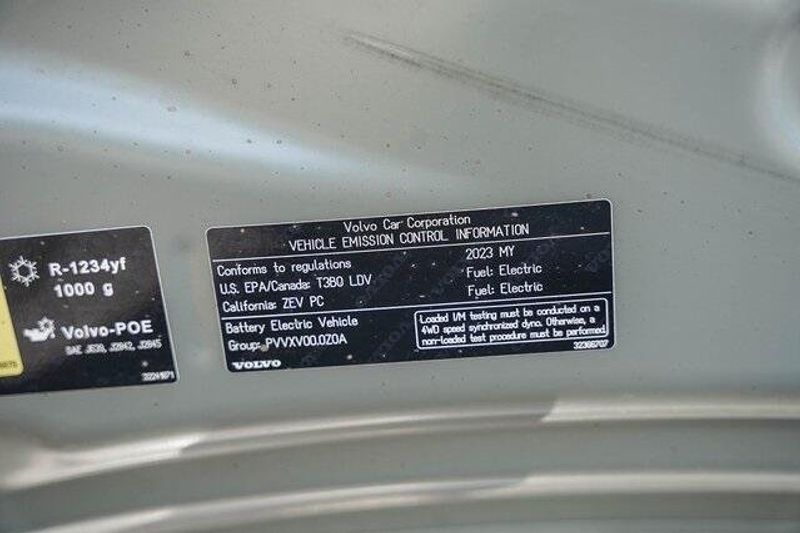 R-1234yf
1000 g
Volvo-POE
SAE J639, J2842, J2845
32241671
Volvo Car Corporation
VEHICLE EMISSION CONTROL INFORMATION
Conforms to regulations 2023 MY
U.S. EPA/Canada: T3B0 LDV Fuel: Electric
California: ZEV PC Fuel: Electric
Battery Electric Vehicle
Group: PVVXV00.0Z0A
VOLVO
Loaded I/M testing must be conducted on a
4WD speed synchronized dyno. Otherwise, a
non-loaded test procedure must be performed.
32366707